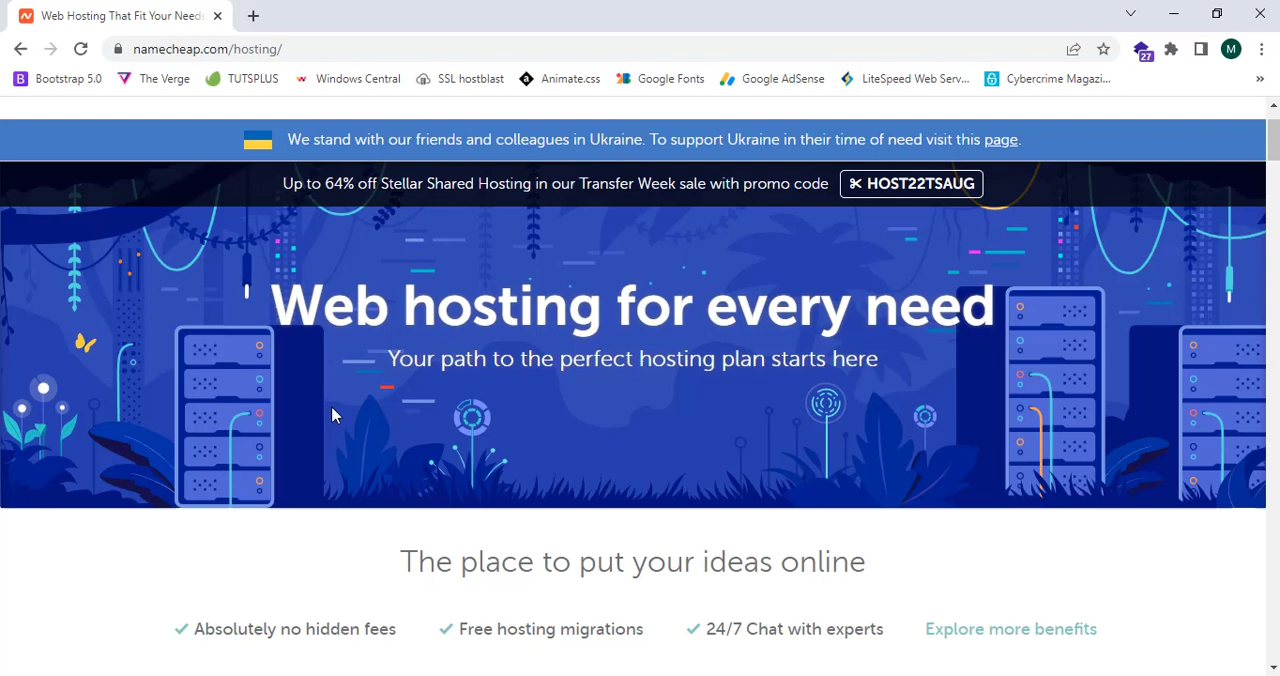 Web Hosting That Fit Your Needs
namecheap.com/hosting/
27
M
B Bootstrap 5.0 The Verge TUTSPLUS Windows Central SSL hostblast Animate.css Google Fonts Google AdSense LiteSpeed Web Serv... Cybercrime Magazi... »
We stand with our friends and colleagues in Ukraine. To support Ukraine in their time of need visit this page.
Up to 64% off Stellar Shared Hosting in our Transfer Week sale with promo code HOST22TSAUG
Web hosting for every need
Your path to the perfect hosting plan starts here
The place to put your ideas online
Absolutely no hidden fees Free hosting migrations 24/7 Chat with experts Explore more benefits